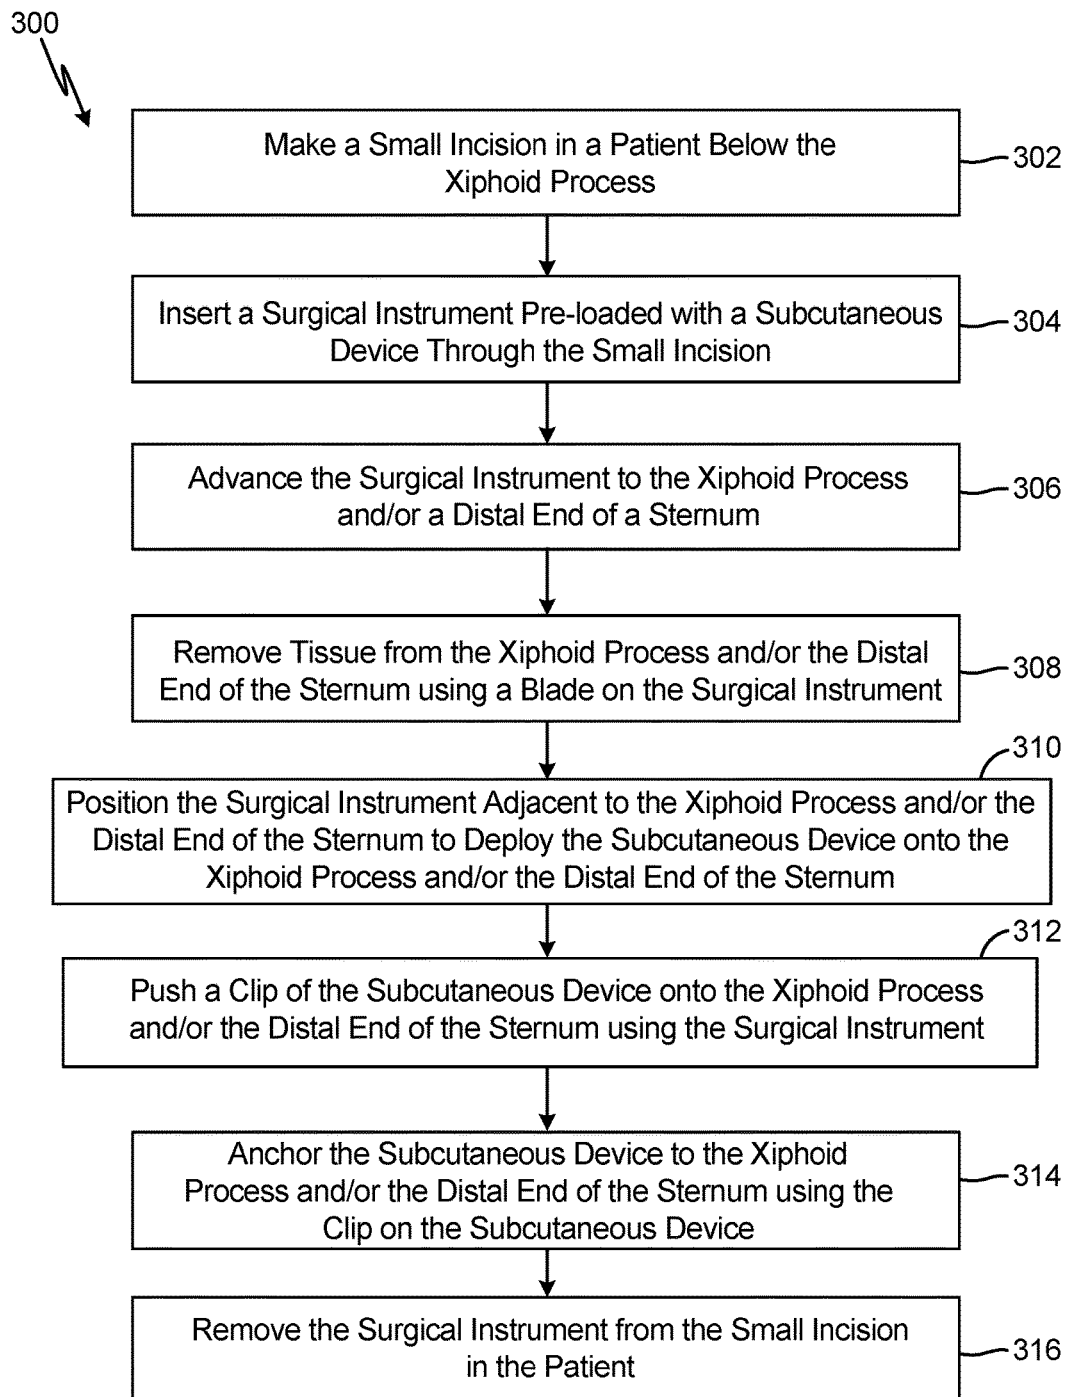 300
Make a Small Incision in a Patient Below the
Xiphoid Process
302
Insert a Surgical Instrument Pre-loaded with a Subcutaneous
Device Through the Small Incision
304
Advance the Surgical Instrument to the Xiphoid Process
and/or a Distal End of a Sternum
306
Remove Tissue from the Xiphoid Process and/or the Distal
End of the Sternum using a Blade on the Surgical Instrument
308
310
Position the Surgical Instrument Adjacent to the Xiphoid Process and/or the
Distal End of the Sternum to Deploy the Subcutaneous Device onto the
Xiphoid Process and/or the Distal End of the Sternum
312
Push a Clip of the Subcutaneous Device onto the Xiphoid Process
and/or the Distal End of the Sternum using the Surgical Instrument
Anchor the Subcutaneous Device to the Xiphoid
Process and/or the Distal End of the Sternum using the
Clip on the Subcutaneous Device
314
Remove the Surgical Instrument from the Small Incision
in the Patient
316